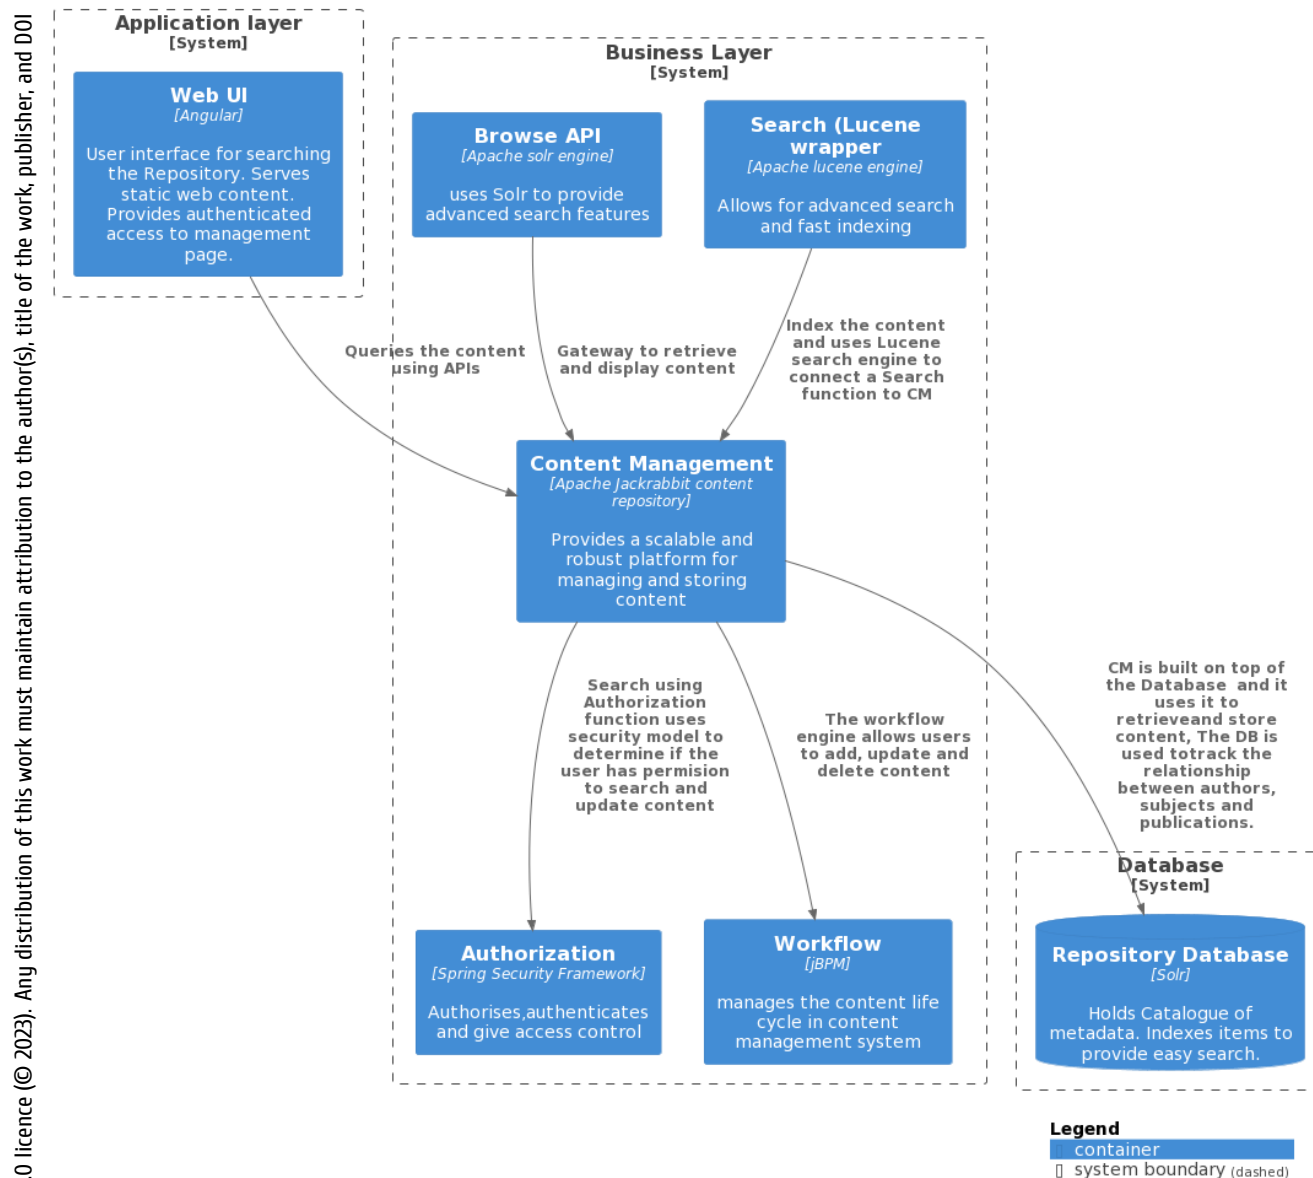 .0 licence (© 2023). Any distribution of this work must maintain attribution to the author(s), title of the work, publisher, and DOI
Application layer
[System]
Web UI
[Angular]
User interface for searching
the Repository. Serves
static web content.
Provides authenticated
access to management
page.
Business Layer
[System]
Browse API
[Apache solr engine]
uses Solr to provide
advanced search features
Search (Lucene
wrapper
[Apache lucene engine]
Allows for advanced search
and fast indexing
Queries the content
using APIs
Gateway to retrieve
and display content
Index the content
and uses Lucene
search engine to
connect a Search
function to CM
Content Management
[Apache Jackrabbit content
repository]
Provides a scalable and
robust platform for
managing and storing
content
Search using
Authorization
function uses
security model to
determine if the
user has permision
to search and
update content
The workflow
engine allows users
to add, update and
delete content
CM is built on top of
the Database  and it
uses it to
retrieveand store
content, The DB is
used totrack the
relationship
between authors,
subjects and
publications.
Authorization
[Spring Security Framework]
Authorises,authenticates
and give access control
Workflow
[jBPM]
manages the content life
cycle in content
management system
Database
[System]
Repository Database
[Solr]
Holds Catalogue of
metadata. Indexes items to
provide easy search.
Legend
container
system boundary (dashed)